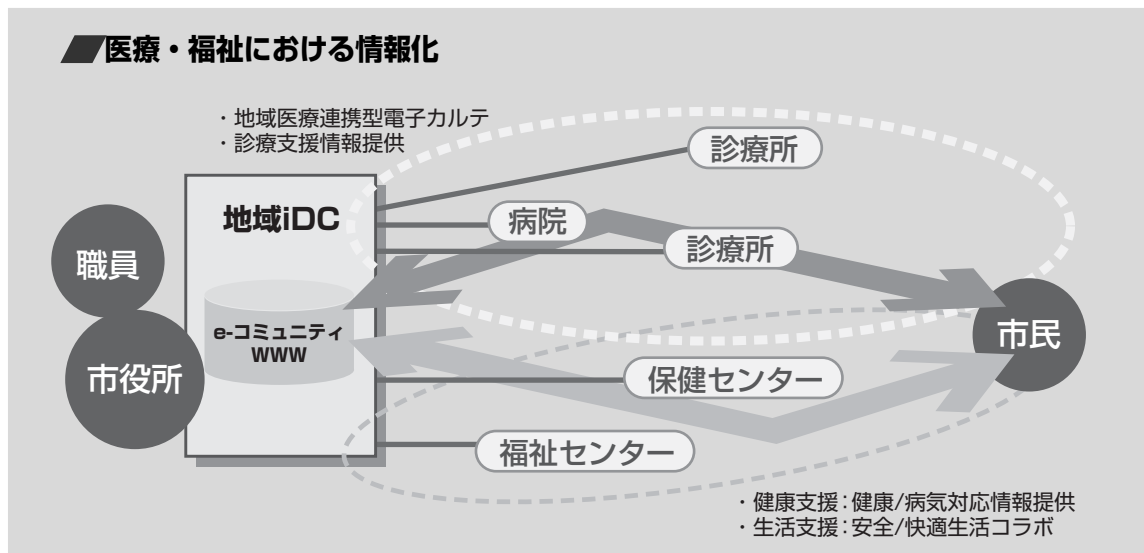 医療・福祉における情報化
・地域医療連携型電子カルテ
・診療支援情報提供
診療所
地域iDC
病院
診療所
職員
e-コミュニティ
WWW
市民
市役所
保健センター
福祉センター
・健康支援：健康/病気対応情報提供
・生活支援：安全/快適生活コラボ